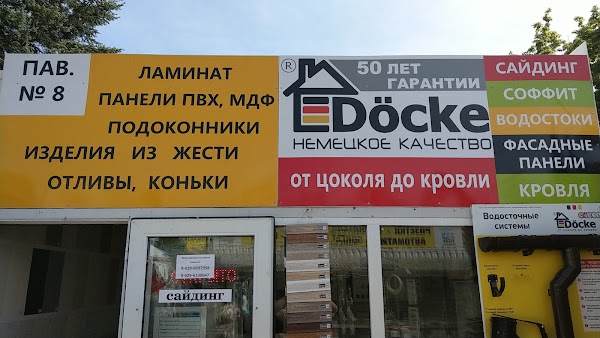 ПАВ.
№ 8
ЛАМИНАТ
ПАНЕЛИ ПВХ, МДФ
ПОДОКОННИКИ
ИЗДЕЛИЯ ИЗ ЖЕСТИ
ОТЛИВЫ, КОНЬКИ
®
50 ЛЕТ
ГАРАНТИИ
Döcke
НЕМЕЦКОЕ КАЧЕСТВО
ОТ ЦОКОЛЯ ДО КРОВЛИ
САЙДИНГ
СОФФИТ
ВОДОСТОКИ
ФАСАДНЫЕ
ПАНЕЛИ
КРОВЛЯ
Водосточные
системы
Döcke
сайдинг